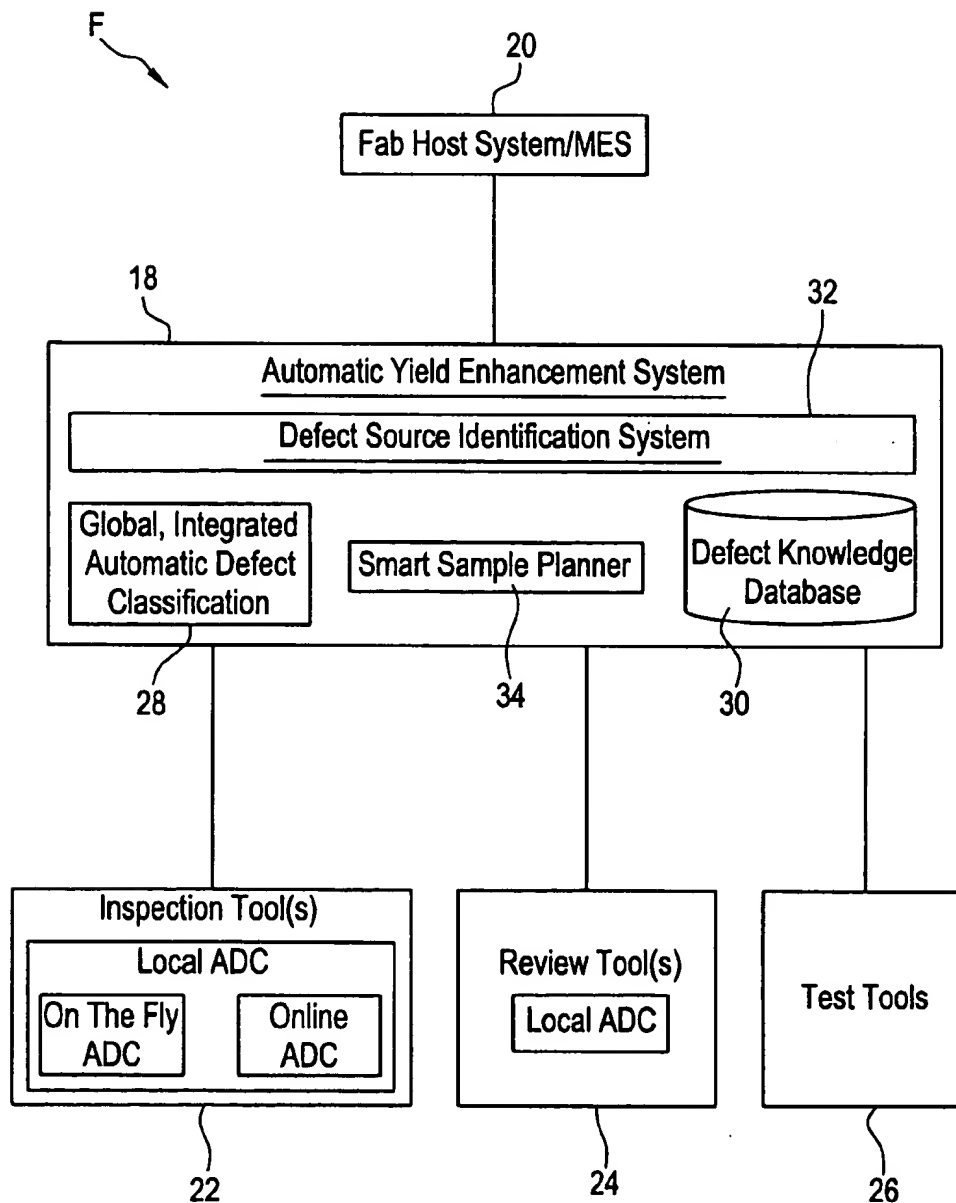 F
20
Fab Host System/MES
18
32
Automatic Yield Enhancement System
Defect Source Identification System
Global, Integrated
Automatic Defect
Classification
Smart Sample Planner
Defect Knowledge
Database
28
34
30
Inspection Tool(s)
Local ADC
On The Fly
ADC
Online
ADC
Review Tool(s)
Local ADC
Test Tools
22
24
26